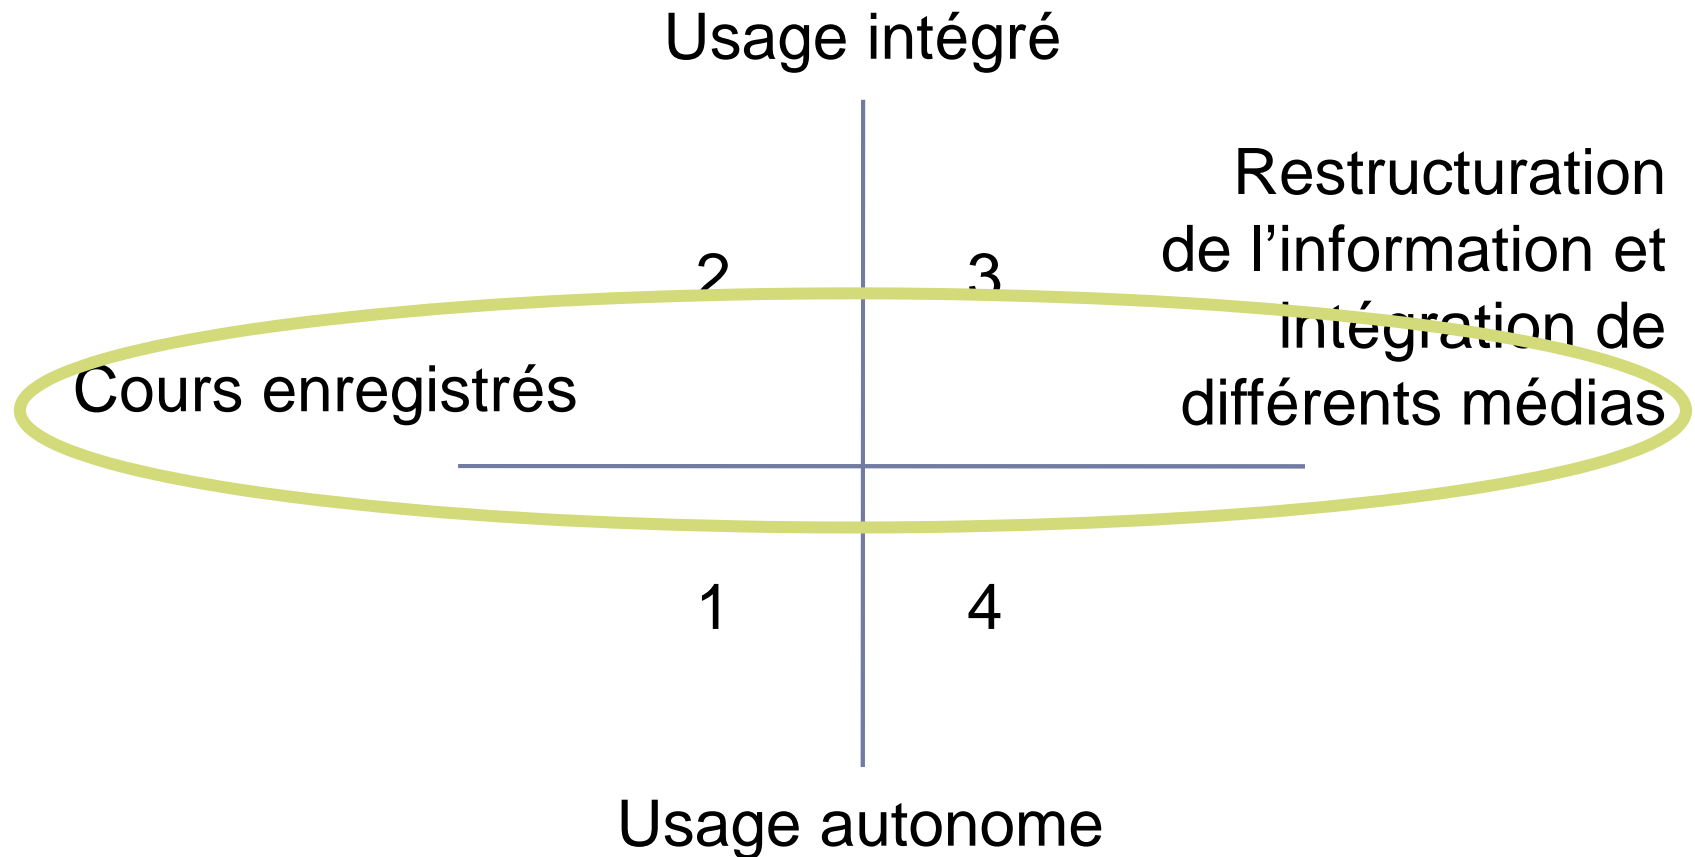 Usage intégré
Restructuration
de l’information et
intégration de
différents médias
2
3
Cours enregistrés
1
4
Usage autonome